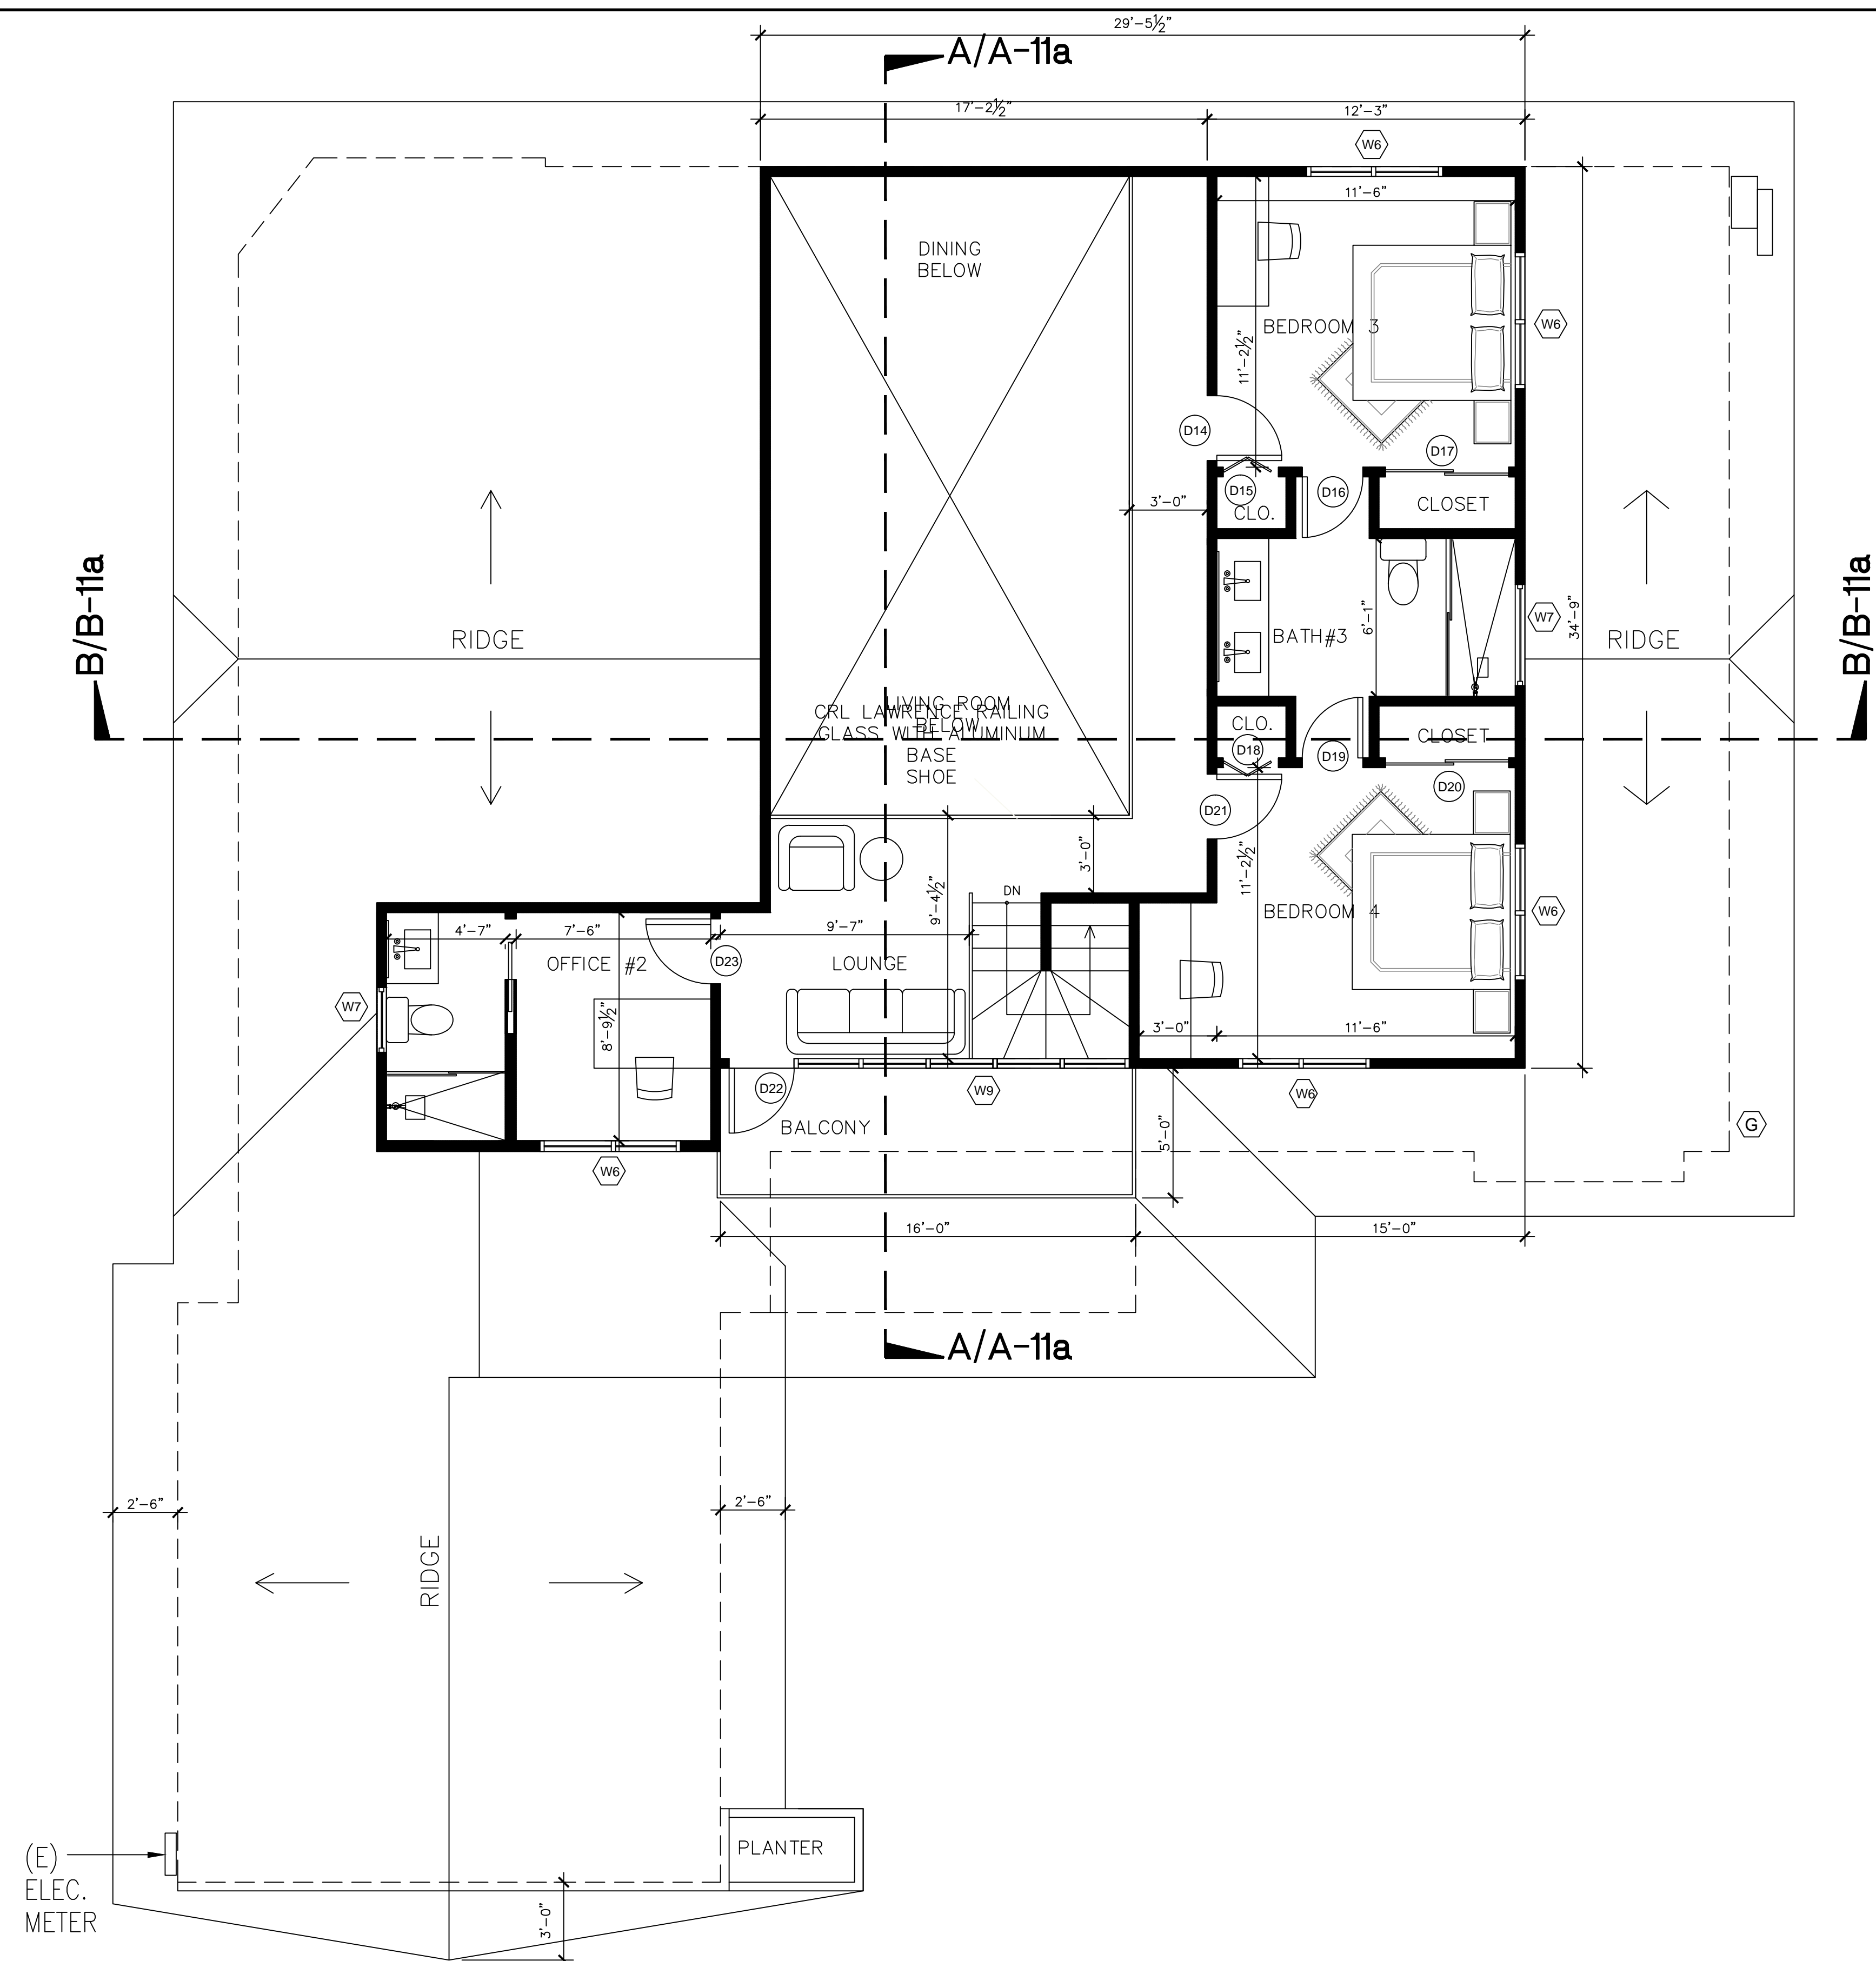 29'-5½"
A/A-11a
17'-2½"
12'-3"
W6
11'-6"
DINING
BELOW
BEDROOM 3
W6
11'-2½"
D14
D17
D15
D16
3'-0"
CLO.
CLOSET
B/B-11a
B/B-11a
RIDGE
BATH#3
6'-1"
W7
34'-9"
RIDGE
LIVING ROOM
BELOW
CRL LAWRENCE RAILING
GLASS WITH ALUMINUM
BASE
SHOE
CLO.
CLOSET
D18
D19
D20
D21
3'-0"
11'-2½"
9'-4½"
DN
BEDROOM 4
W6
4'-7"
7'-6"
9'-7"
OFFICE #2
D23
LOUNGE
W7
8'-9½"
3'-0"
11'-6"
D22
W9
W6
BALCONY
5'-0"
G
W6
16'-0"
15'-0"
A/A-11a
2'-6"
2'-6"
RIDGE
PLANTER
(E)
ELEC.
METER
3'-0"